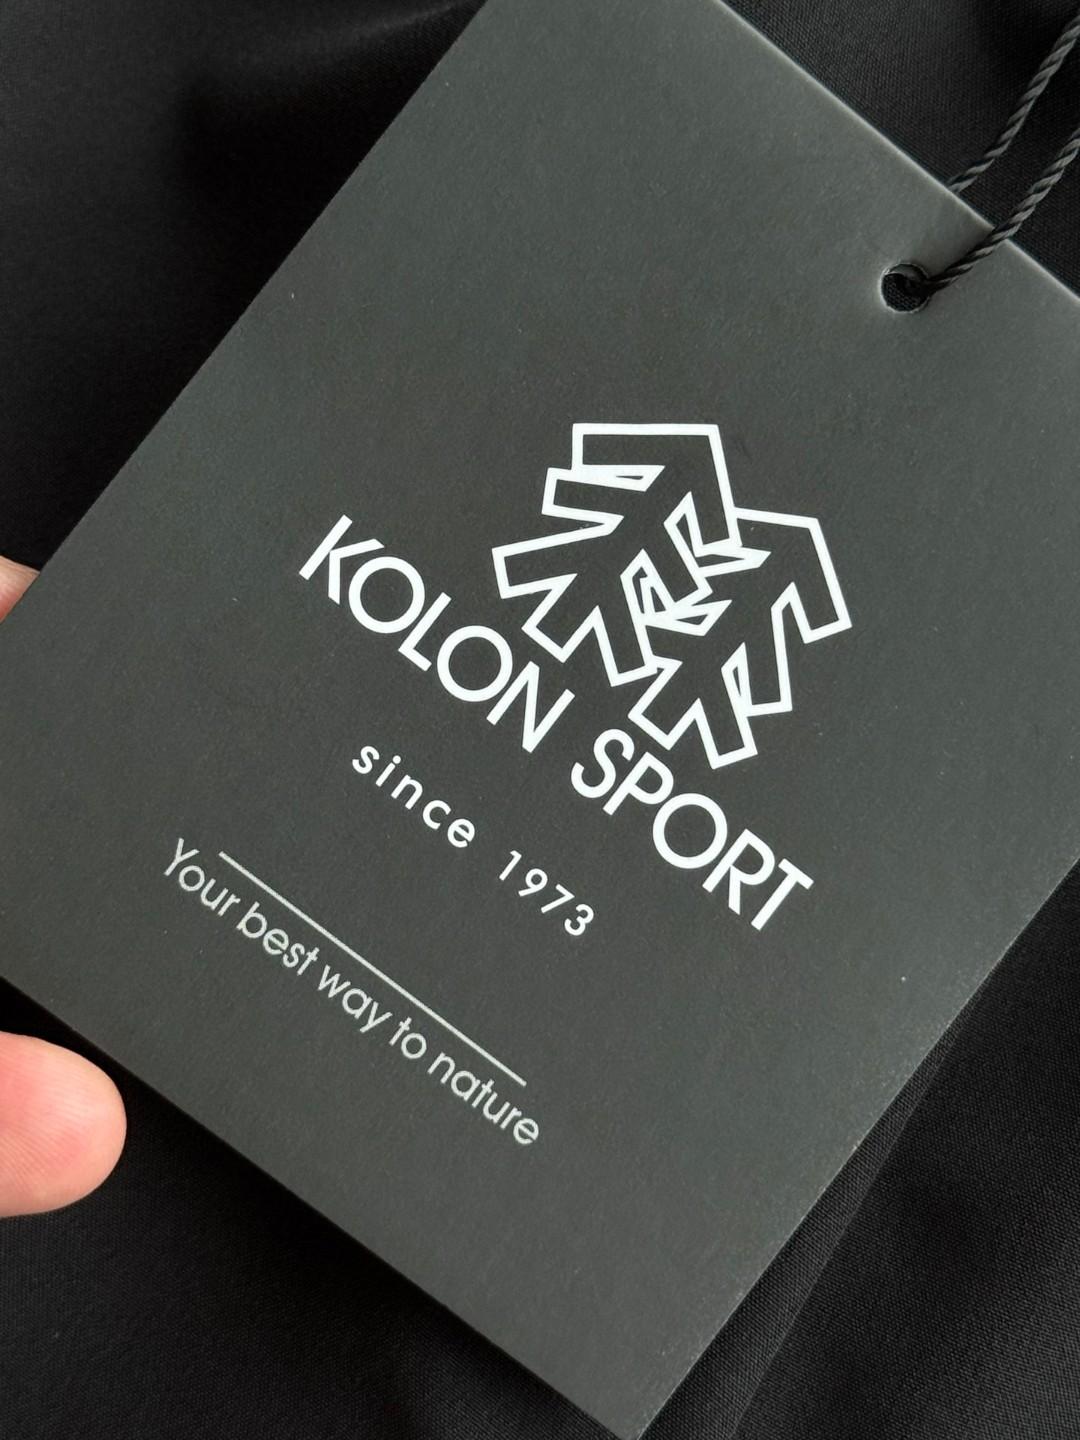 KOLON SPORT
since 1973
Your best way to nature